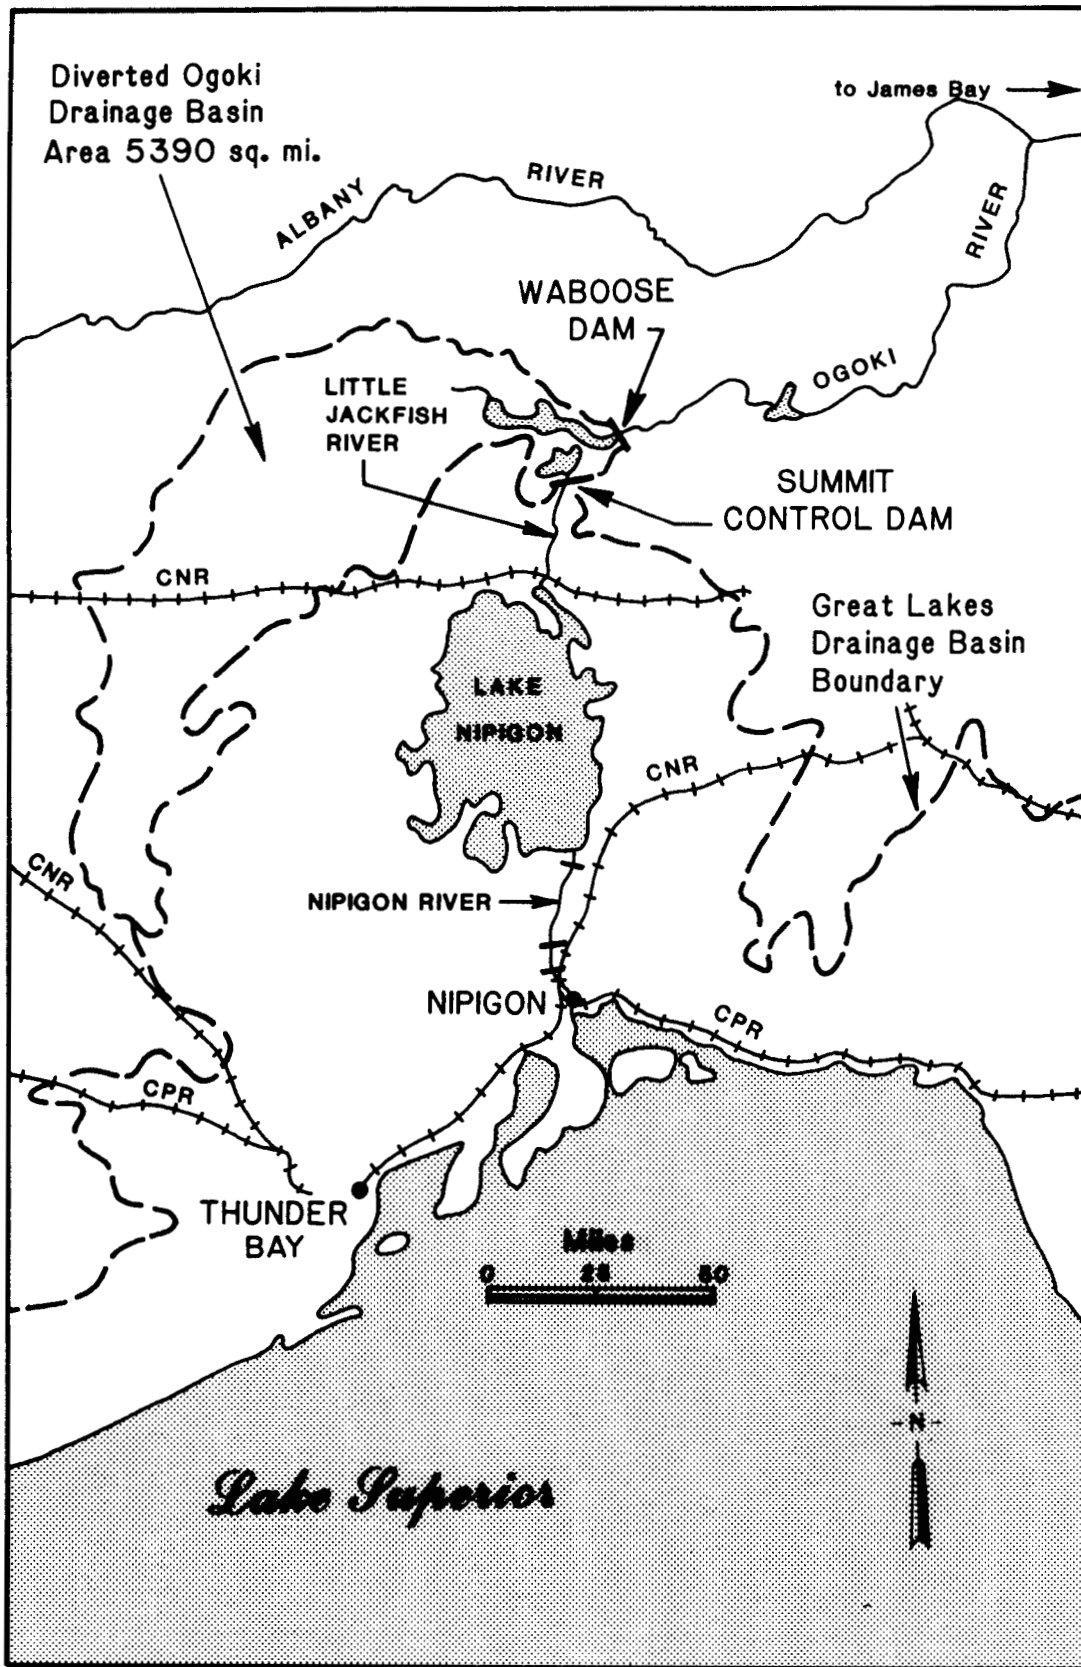 Diverted Ogoki
Drainage Basin
Area 5390 sq. mi.
to James Bay
ALBANY
RIVER
RIVER
WABOOSE
DAM
OGOKI
LITTLE
JACKFISH
RIVER
SUMMIT
CONTROL DAM
CNR
Great Lakes
Drainage Basin
Boundary
LAKE
NIPIGON
CNR
CNR
NIPIGON RIVER
NIPIGON
CPR
CPR
THUNDER
BAY
Miles
0 25 50
N
Lake Superior